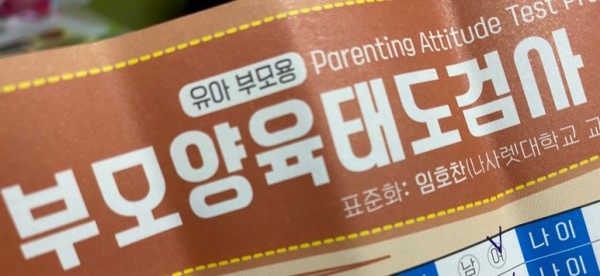 유아 부모용 Parenting Attitude Test
부모양육태도검사
표준화: 임호찬(나사렛대학교
남 여 나이
나이